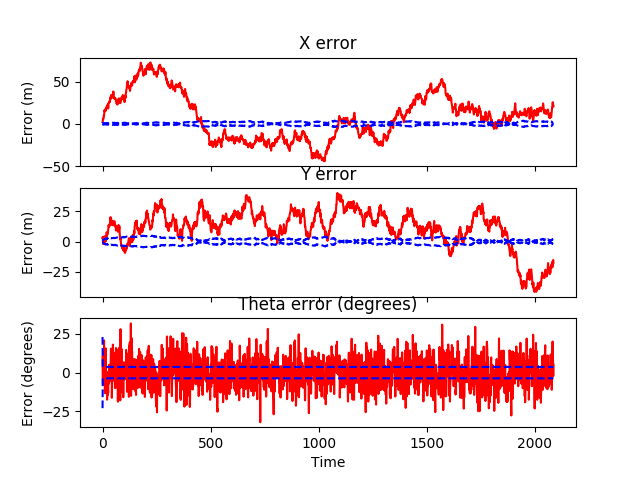 X error
Error (m)
50
0
−50
Y error
Error (m)
25
0
−25
Theta error (degrees)
Error (degrees)
25
0
−25
0 500 1000 1500 2000
Time